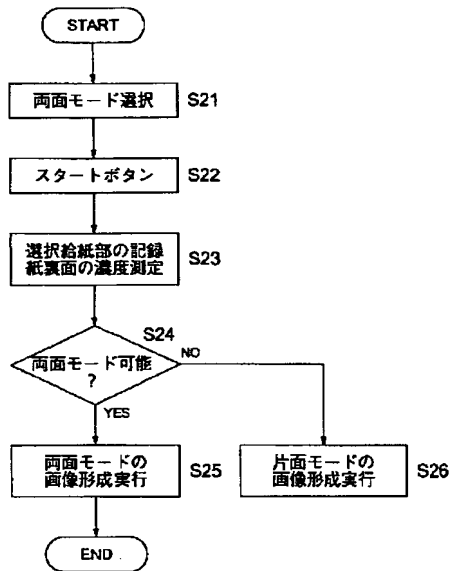 START
両面モード選択
S21
スタートボタン
S22
選択給紙部の記録
紙裏面の濃度測定
S23
S24
両面モード可能
?
NO
YES
両面モードの
画像形成実行
S25
片面モードの
画像形成実行
S26
END